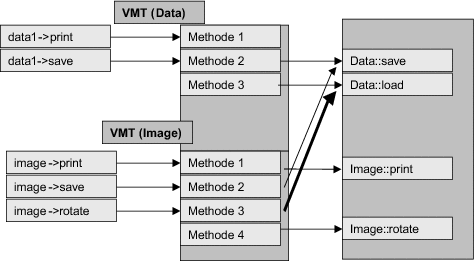 VMT (Data)
data1->print
Methode 1
data1->save
Methode 2
Data::save
Methode 3
Data::load
VMT (Image)
image ->print
Methode 1
Image::print
image->save
Methode 2
image->rotate
Methode 3
Methode 4
Image::rotate